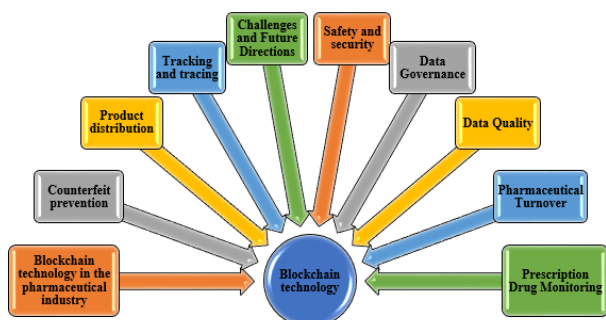 Challenges
and Future
Directions
Safety and
security
Tracking
and tracing
Data
Governance
Product
distribution
Data Quality
Counterfeit
prevention
Pharmaceutical
Turnover
Blockchain
technology in the
pharmaceutical
industry
Blockchain
technology
Prescription
Drug Monitoring